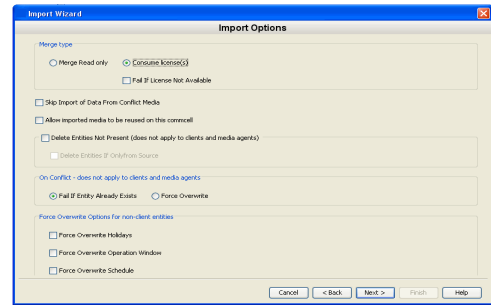 Import Wizard
Import Options
Merge type
Merge Read only
Consume license(s)
Fail If License Not Available
Skip Import of Data From Conflict Media
Allow imported media to be reused on this commcell
Delete Entities Not Present (does not apply to clients and media agents)
Delete Entities If Onlyfrom Source
On Conflict - does not apply to clients and media agents
Fail If Entity Already Exists
Force Overwrite
Force Overwrite Options for non-client entities
Force Overwrite Holidays
Force Overwrite Operation Window
Force Overwrite Schedule
Cancel
< Back
Next >
Finish
Help